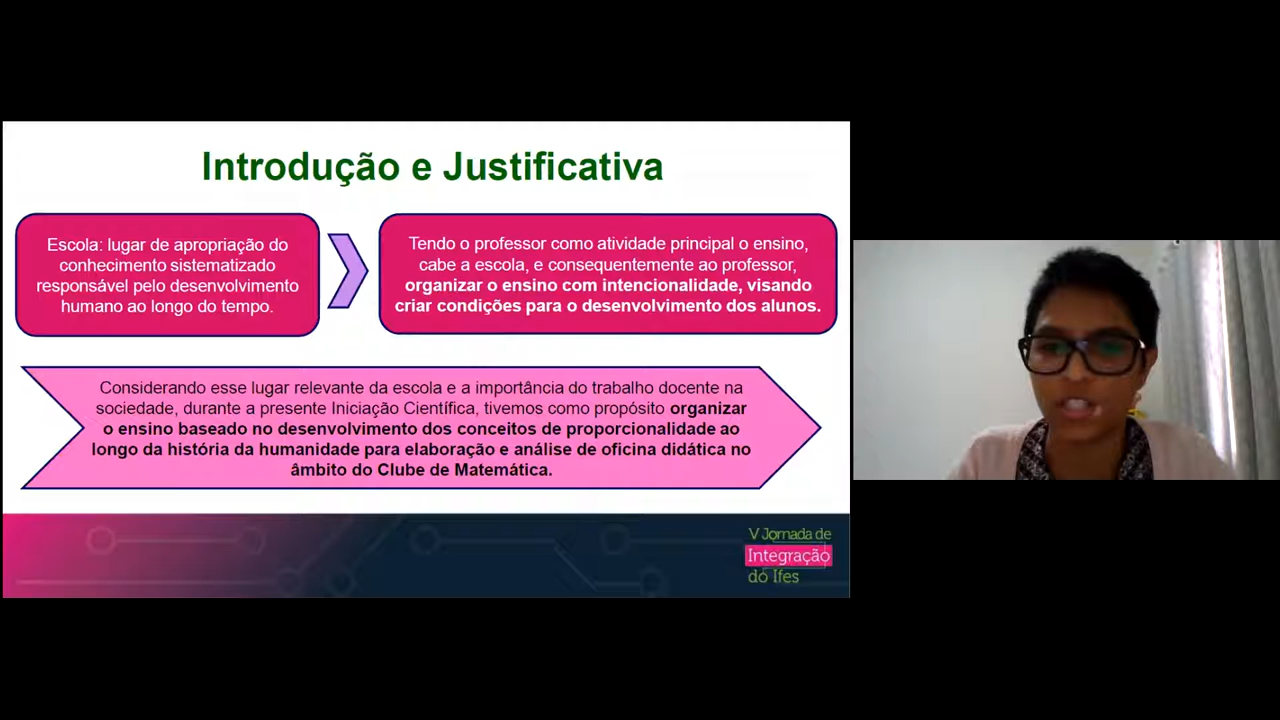 Introdução e Justificativa
Escola: lugar de apropriação do
conhecimento sistematizado
responsável pelo desenvolvimento
humano ao longo do tempo.
Tendo o professor como atividade principal o ensino,
cabe a escola, e consequentemente ao professor,
organizar o ensino com intencionalidade, visando
criar condições para o desenvolvimento dos alunos.
Considerando esse lugar relevante da escola e a importância do trabalho docente na
sociedade, durante a presente Iniciação Científica, tivemos como propósito organizar
o ensino baseado no desenvolvimento dos conceitos de proporcionalidade ao
longo da história da humanidade para elaboração e análise de oficina didática no
âmbito do Clube de Matemática.
V Jornada de
Integração
do Ifes